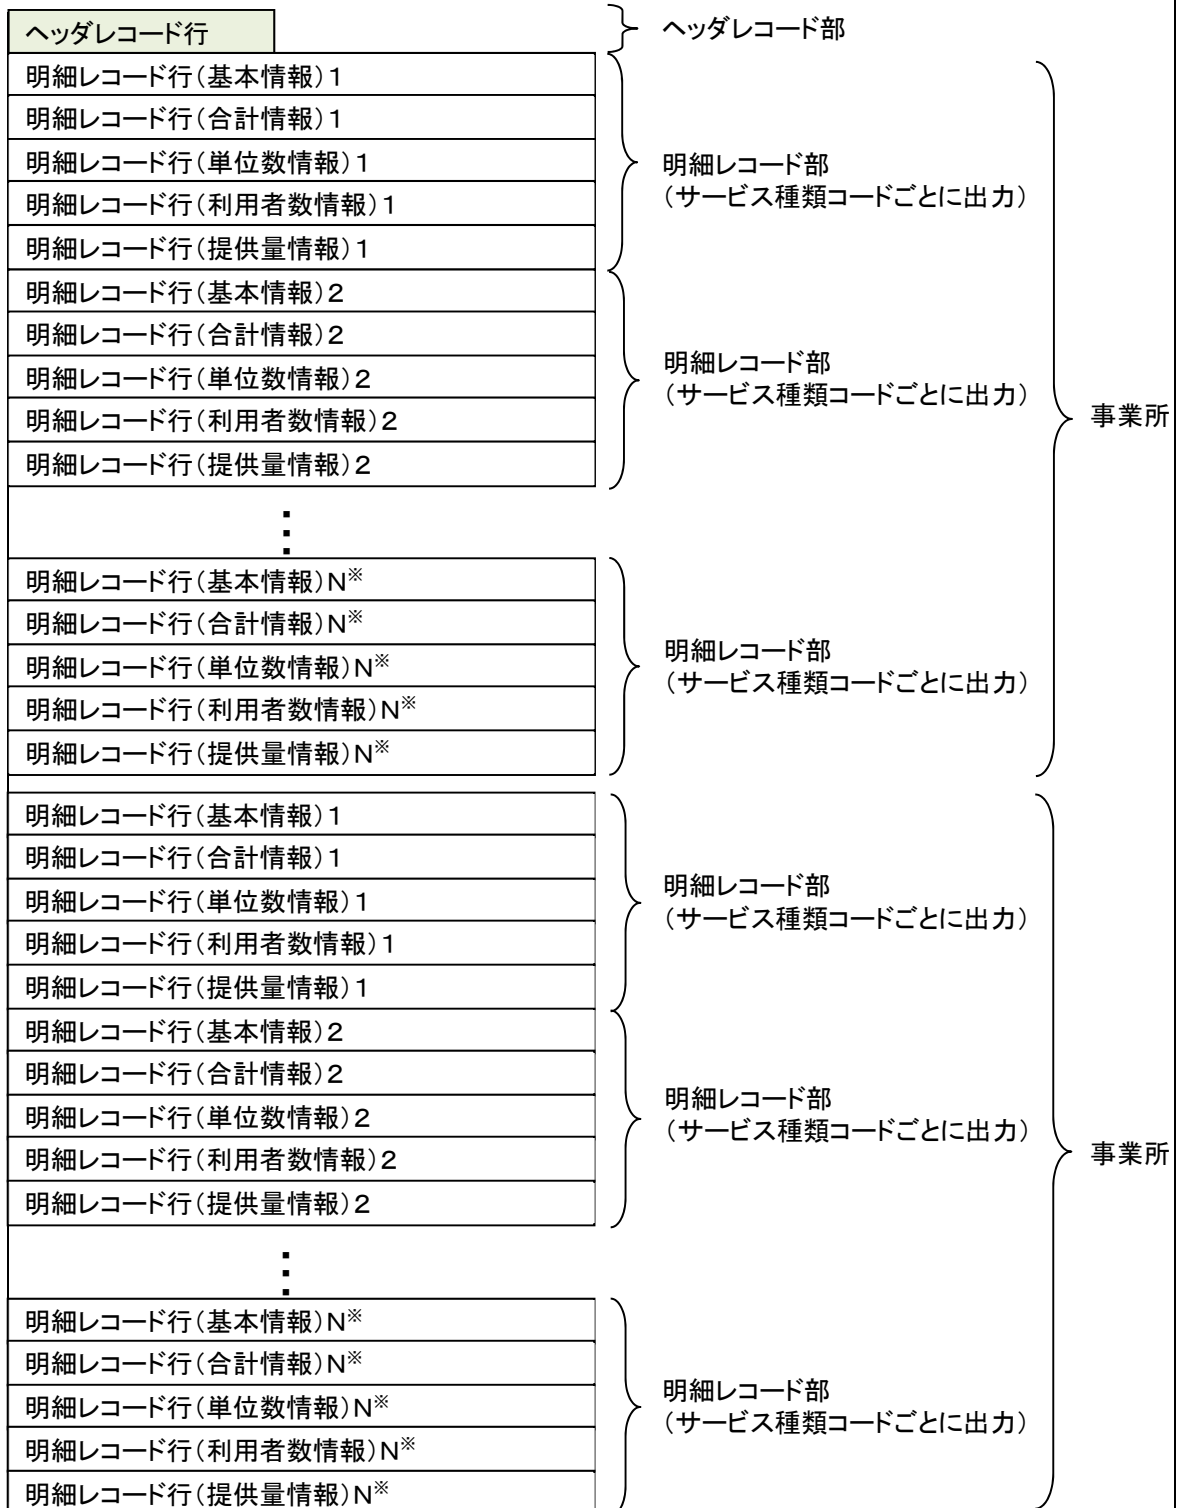 ヘッダレコード行
ヘッダレコード部
明細レコード行(基本情報)1
明細レコード行(合計情報)1
明細レコード行(単位数情報)1
明細レコード行(利用者数情報)1
明細レコード行(提供量情報)1
明細レコード部
(サービス種類コードごとに出力)
明細レコード行(基本情報)2
明細レコード行(合計情報)2
明細レコード行(単位数情報)2
明細レコード行(利用者数情報)2
明細レコード行(提供量情報)2
明細レコード部
(サービス種類コードごとに出力)
事業所
明細レコード行(基本情報)N※
明細レコード行(合計情報)N※
明細レコード行(単位数情報)N※
明細レコード行(利用者数情報)N※
明細レコード行(提供量情報)N※
明細レコード部
(サービス種類コードごとに出力)
明細レコード行(基本情報)1
明細レコード行(合計情報)1
明細レコード行(単位数情報)1
明細レコード行(利用者数情報)1
明細レコード行(提供量情報)1
明細レコード部
(サービス種類コードごとに出力)
明細レコード行(基本情報)2
明細レコード行(合計情報)2
明細レコード行(単位数情報)2
明細レコード行(利用者数情報)2
明細レコード行(提供量情報)2
明細レコード部
(サービス種類コードごとに出力)
事業所
明細レコード行(基本情報)N※
明細レコード行(合計情報)N※
明細レコード行(単位数情報)N※
明細レコード行(利用者数情報)N※
明細レコード行(提供量情報)N※
明細レコード部
(サービス種類コードごとに出力)